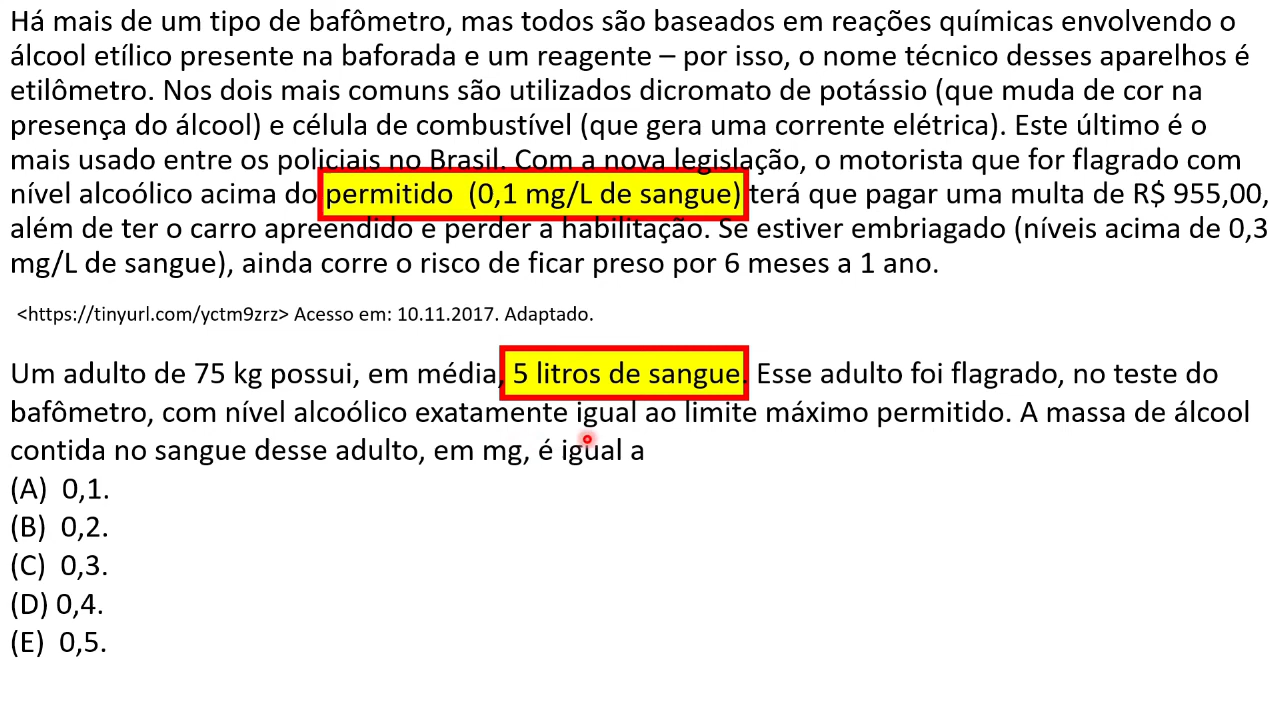 Há mais de um tipo de bafômetro, mas todos são baseados em reações químicas envolvendo o
álcool etílico presente na baforada e um reagente – por isso, o nome técnico desses aparelhos é
etilômetro. Nos dois mais comuns são utilizados dicromato de potássio (que muda de cor na
presença do álcool) e célula de combustível (que gera uma corrente elétrica). Este último é o
mais usado entre os policiais no Brasil. Com a nova legislação, o motorista que for flagrado com
nível alcoólico acima do permitido (0,1 mg/L de sangue) terá que pagar uma multa de R$ 955,00,
além de ter o carro apreendido e perder a habilitação. Se estiver embriagado (níveis acima de 0,3
mg/L de sangue), ainda corre o risco de ficar preso por 6 meses a 1 ano.
<https://tinyurl.com/yctm9zrz> Acesso em: 10.11.2017. Adaptado.
Um adulto de 75 kg possui, em média, 5 litros de sangue. Esse adulto foi flagrado, no teste do
bafômetro, com nível alcoólico exatamente igual ao limite máximo permitido. A massa de álcool
contida no sangue desse adulto, em mg, é igual a
(A) 0,1.
(B) 0,2.
(C) 0,3.
(D) 0,4.
(E) 0,5.